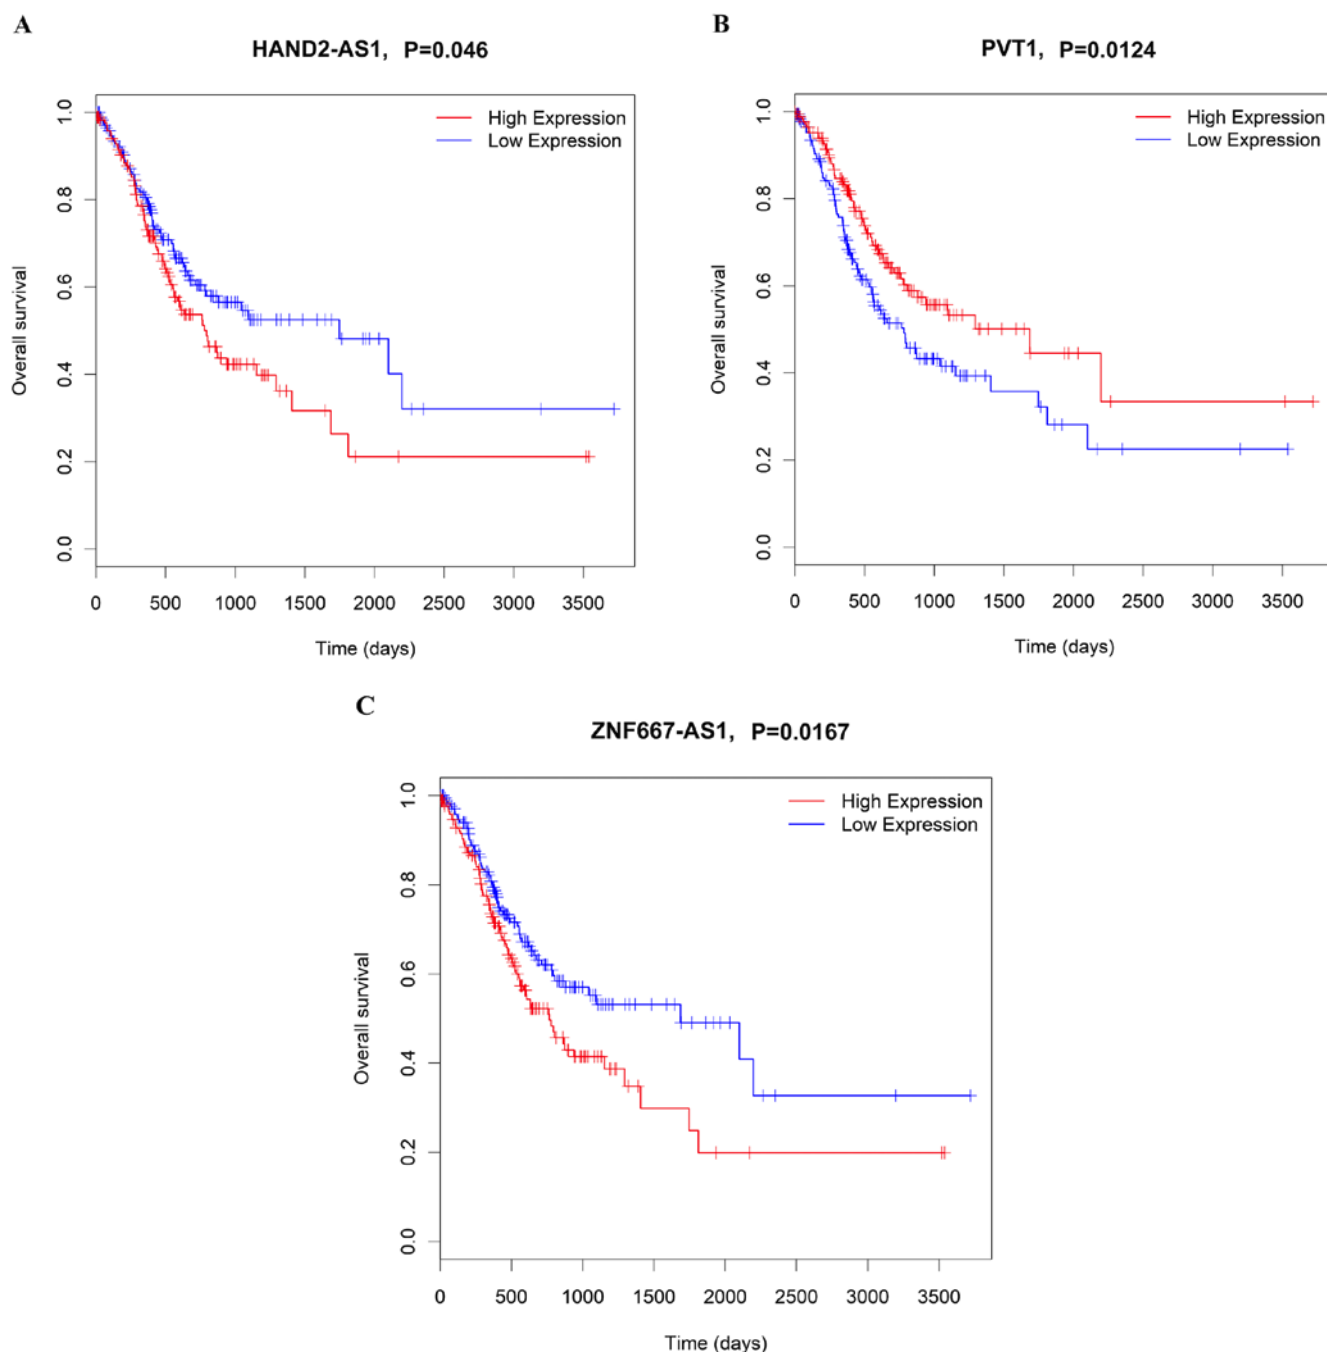 A
HAND2-AS1, P=0.046
High Expression
Low Expression
Overall survival
0.0 0.2 0.4 0.6 0.8 1.0
0 500 1000 1500 2000 2500 3000 3500
Time (days)
B
PVT1, P=0.0124
High Expression
Low Expression
Overall survival
0.0 0.2 0.4 0.6 0.8 1.0
0 500 1000 1500 2000 2500 3000 3500
Time (days)
C
ZNF667-AS1, P=0.0167
High Expression
Low Expression
Overall survival
0.0 0.2 0.4 0.6 0.8 1.0
0 500 1000 1500 2000 2500 3000 3500
Time (days)